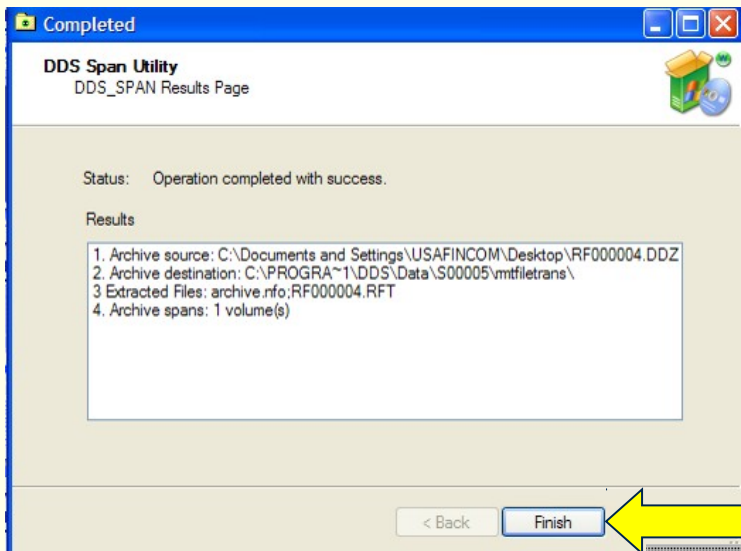 Completed
DDS Span Utility
DDS_SPAN Results Page
Status: Operation completed with success.
Results
1. Archive source: C:\Documents and Settings\USAFINCOM\Desktop\RF000004.DDZ
2. Archive destination: C:\PROGRA~1\DDS\Data\S00005\mtfiletrans\
3 Extracted Files: archive.nfo;RF000004.RFT
4. Archive spans: 1 volume(s)
< Back Finish